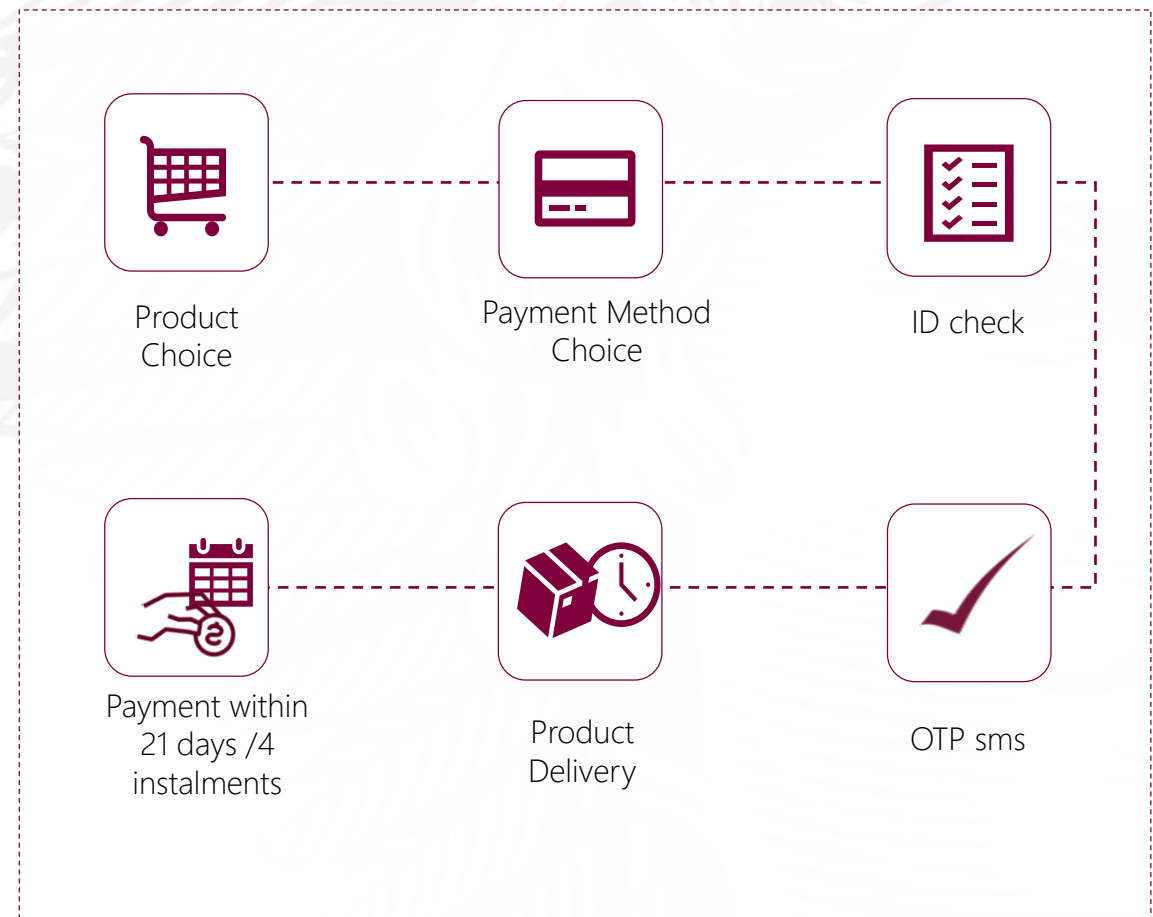 Product
Choice
Payment Method
Choice
ID check
Payment within
21 days /4
instalments
Product
Delivery
OTP sms